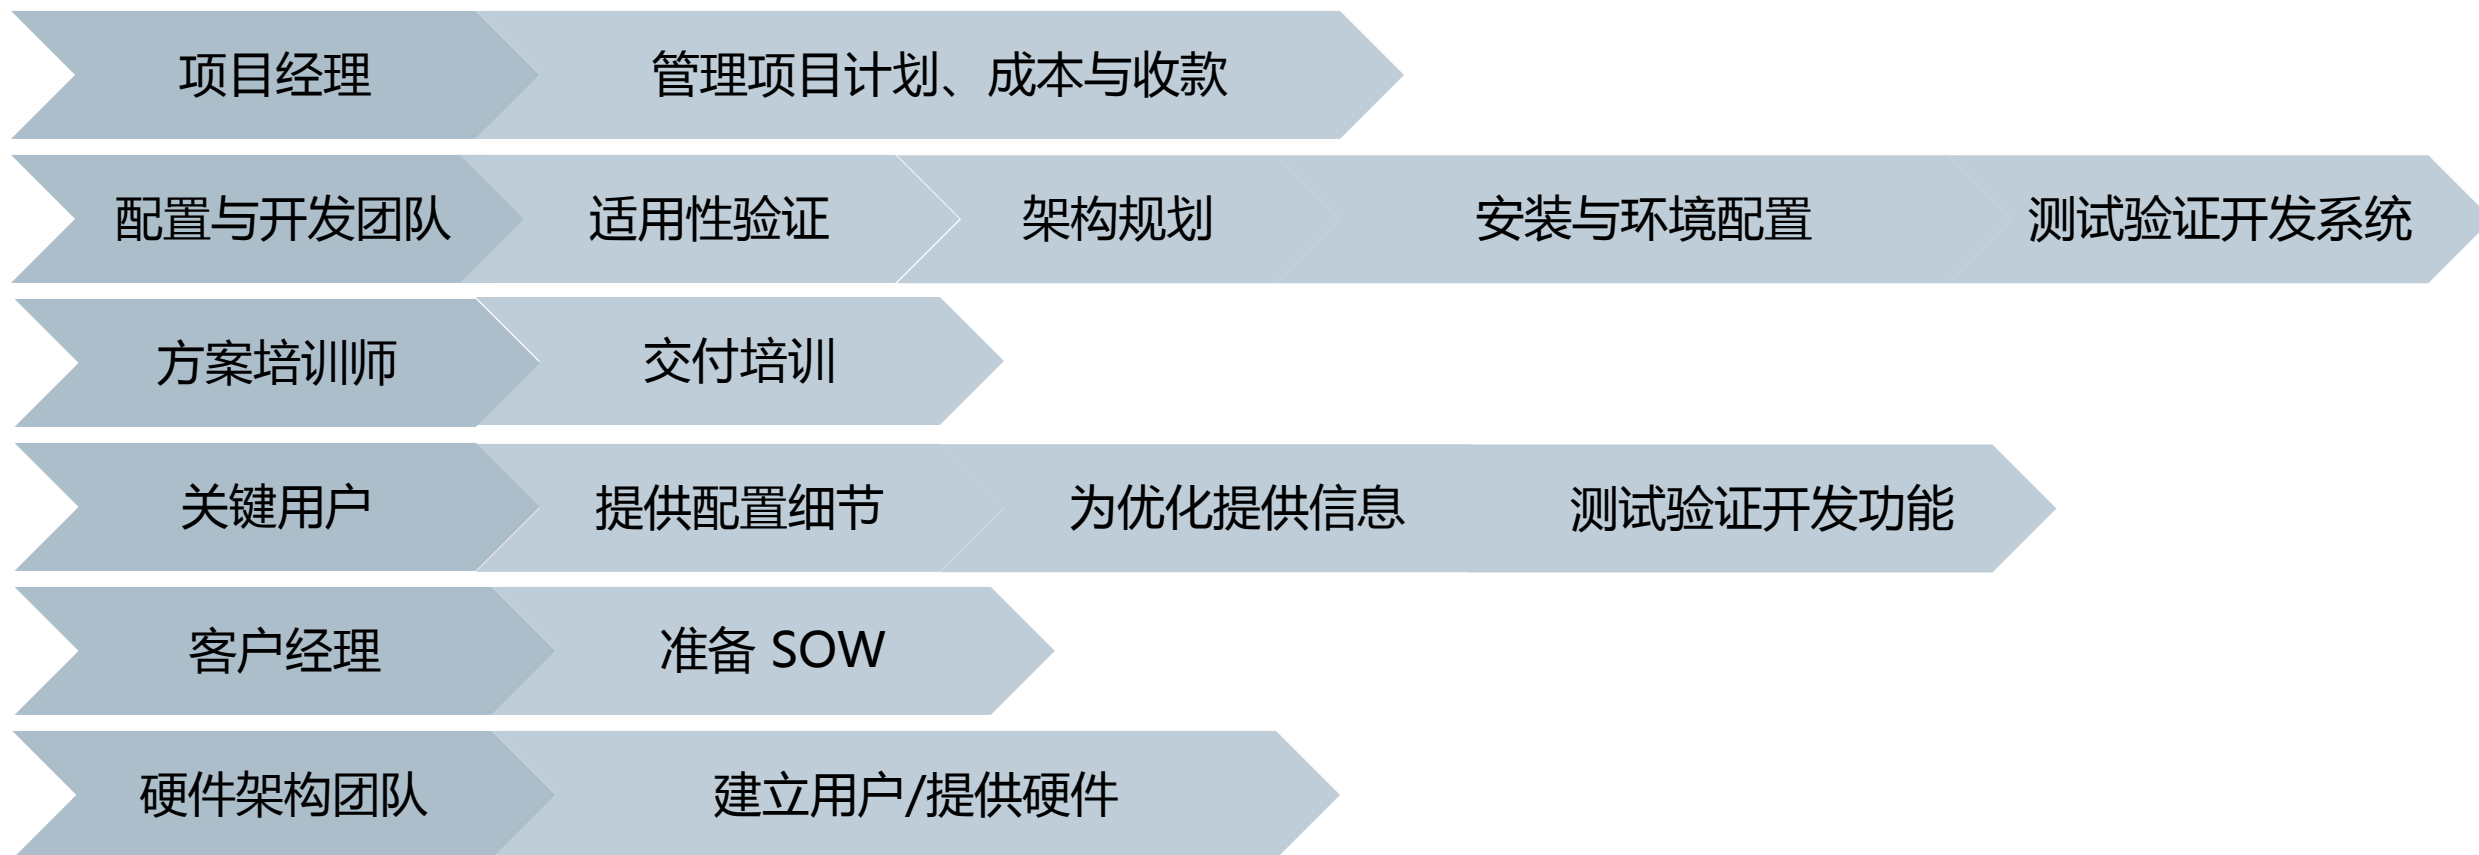 项目经理 管理项目计划、成本与收款
配置与开发团队 适用性验证 架构规划 安装与环境配置 测试验证开发系统
方案培训师 交付培训
关键用户 提供配置细节 为优化提供信息 测试验证开发功能
客户经理 准备 SOW
硬件架构团队 建立用户/提供硬件